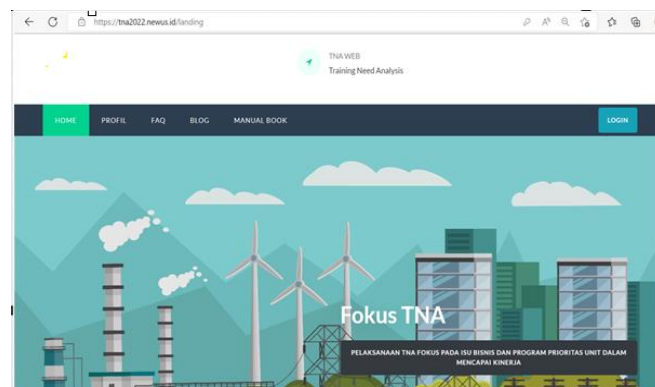 https://tna2022.newus.id/landing
TNA WEB
Training Need Analysis
HOME PROFIL FAQ BLOG MANUAL BOOK LOGIN
Fokus TNA
PELAKSANAAN TNA FOKUS PADA ISU BISNIS DAN PROGRAM PRIORITAS UNIT DALAM
MENCAPAI KINERJA